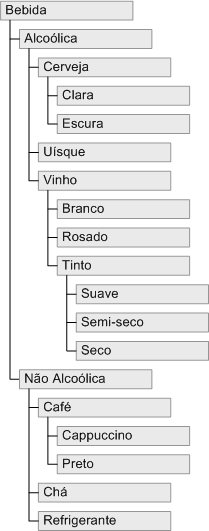 Bebida
Alcoólica
Cerveja
Clara
Escura
Uísque
Vinho
Branco
Rosado
Tinto
Suave
Semi-seco
Seco
Não Alcoólica
Café
Cappuccino
Preto
Chá
Refrigerante